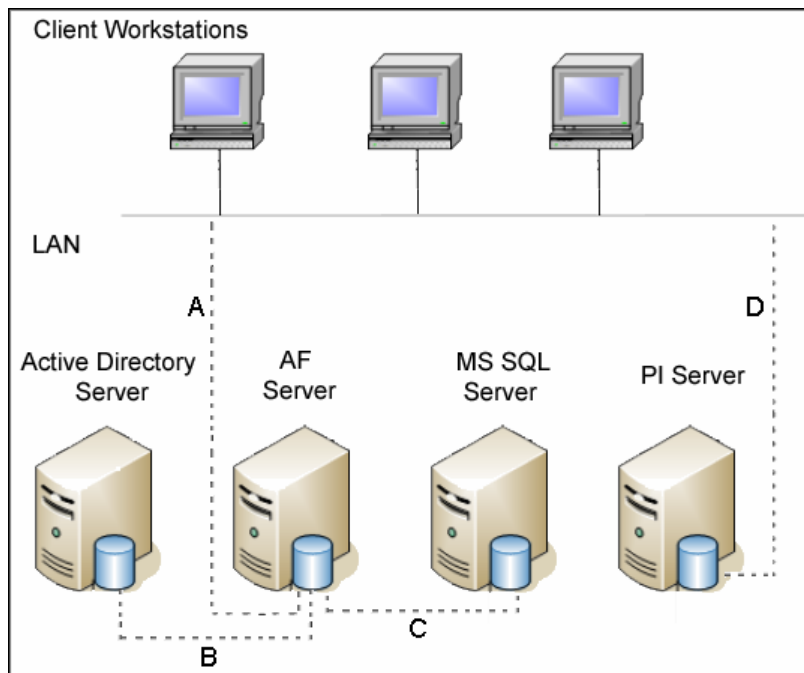 Client Workstations
LAN
A
D
Active Directory
Server
AF
Server
MS SQL
Server
PI Server
C
B